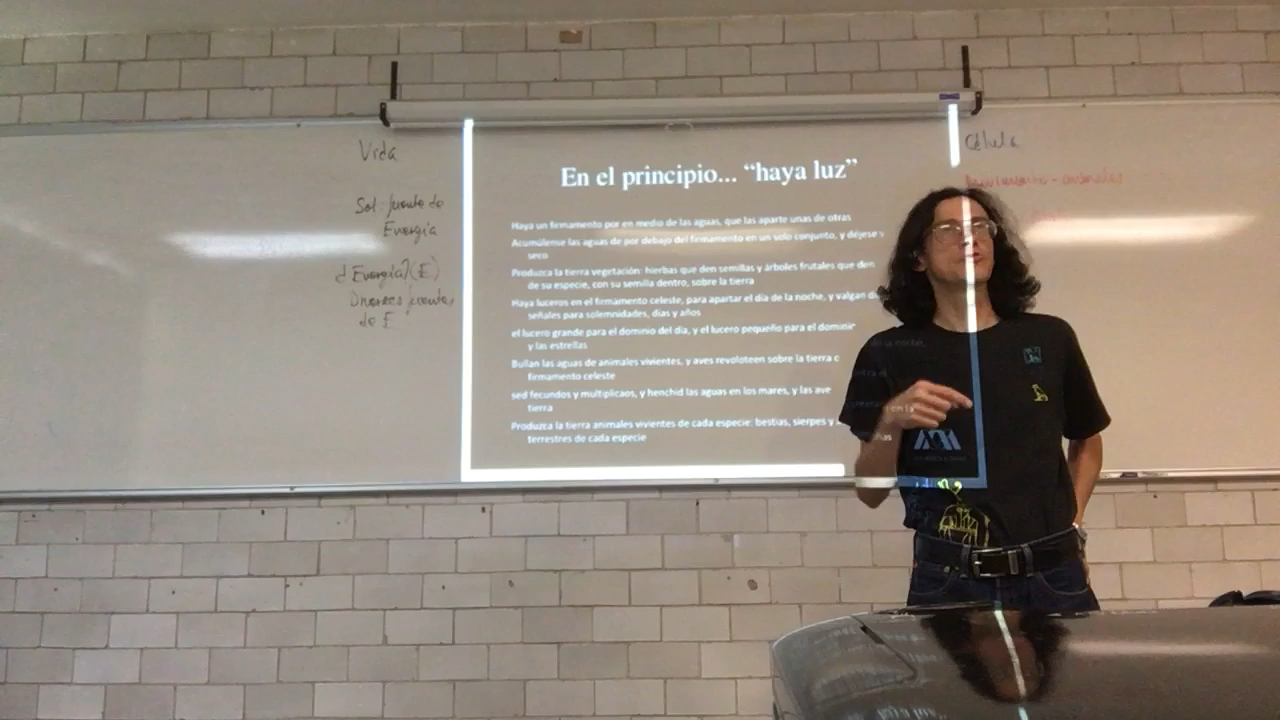 Vida
Sol fuente de
Energía
¿Energía?(E)
Diversas fuentes
de E
Célula
En el principio... “haya luz”
Haya un firmamento por en medio de las aguas, que las aparte unas de otras
Acumúlense las aguas de por debajo del firmamento en un solo conjunto, y déjese
seco
Produzca la tierra vegetación: hierbas que den semillas y árboles frutales que den
de su especie, con su semilla dentro, sobre la tierra
Haya luceros en el firmamento celeste, para apartar el día de la noche, y valgan de
señales para solemnidades, días y años
el lucero grande para el dominio del día, y el lucero pequeño para el dominio
de la noche,
y las estrellas
Bullan las aguas de animales vivientes, y aves revoloteen sobre la tierra
firmamento celeste
sed fecundos y multiplicaos, y henchid las aguas en los mares, y las ave
tierra
Produzca la tierra animales vivientes de cada especie: bestias, sierpes y
terrestres de cada especie